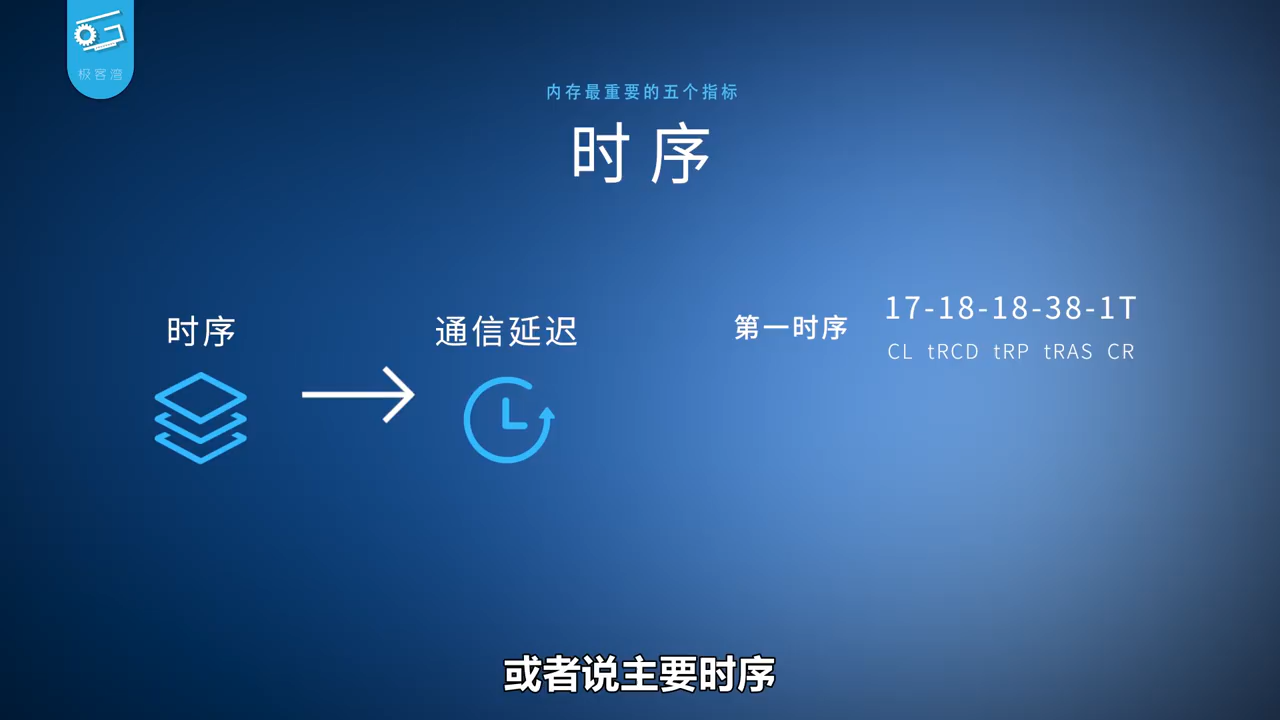 极客湾
内存最重要的五个指标
时序
时序
通信延迟
第一时序
17-18-18-38-1T
CL tRCD tRP tRAS CR
或者说主要时序